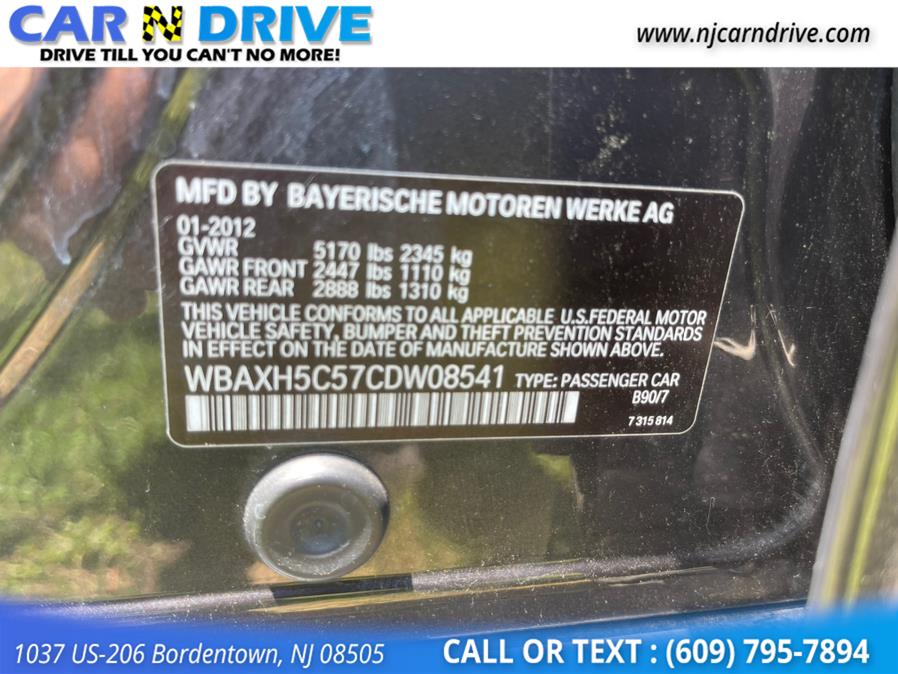 CAR N DRIVE
DRIVE TILL YOU CAN'T NO MORE!
www.njcarndrive.com
MFD BY BAYERISCHE MOTOREN WERKE AG
01-2012
GVWR 5170 lbs 2345 kg
GAWR FRONT 2447 lbs 1110 kg
GAWR REAR 2888 lbs 1310 kg
THIS VEHICLE CONFORMS TO ALL APPLICABLE U.S.FEDERAL MOTOR
VEHICLE SAFETY, BUMPER AND THEFT PREVENTION STANDARDS
IN EFFECT ON THE DATE OF MANUFACTURE SHOWN ABOVE.
WBAXH5C57CDW08541 TYPE: PASSENGER CAR
B90/7
7315814
1037 US-206 Bordentown, NJ 08505
CALL OR TEXT : (609) 795-7894